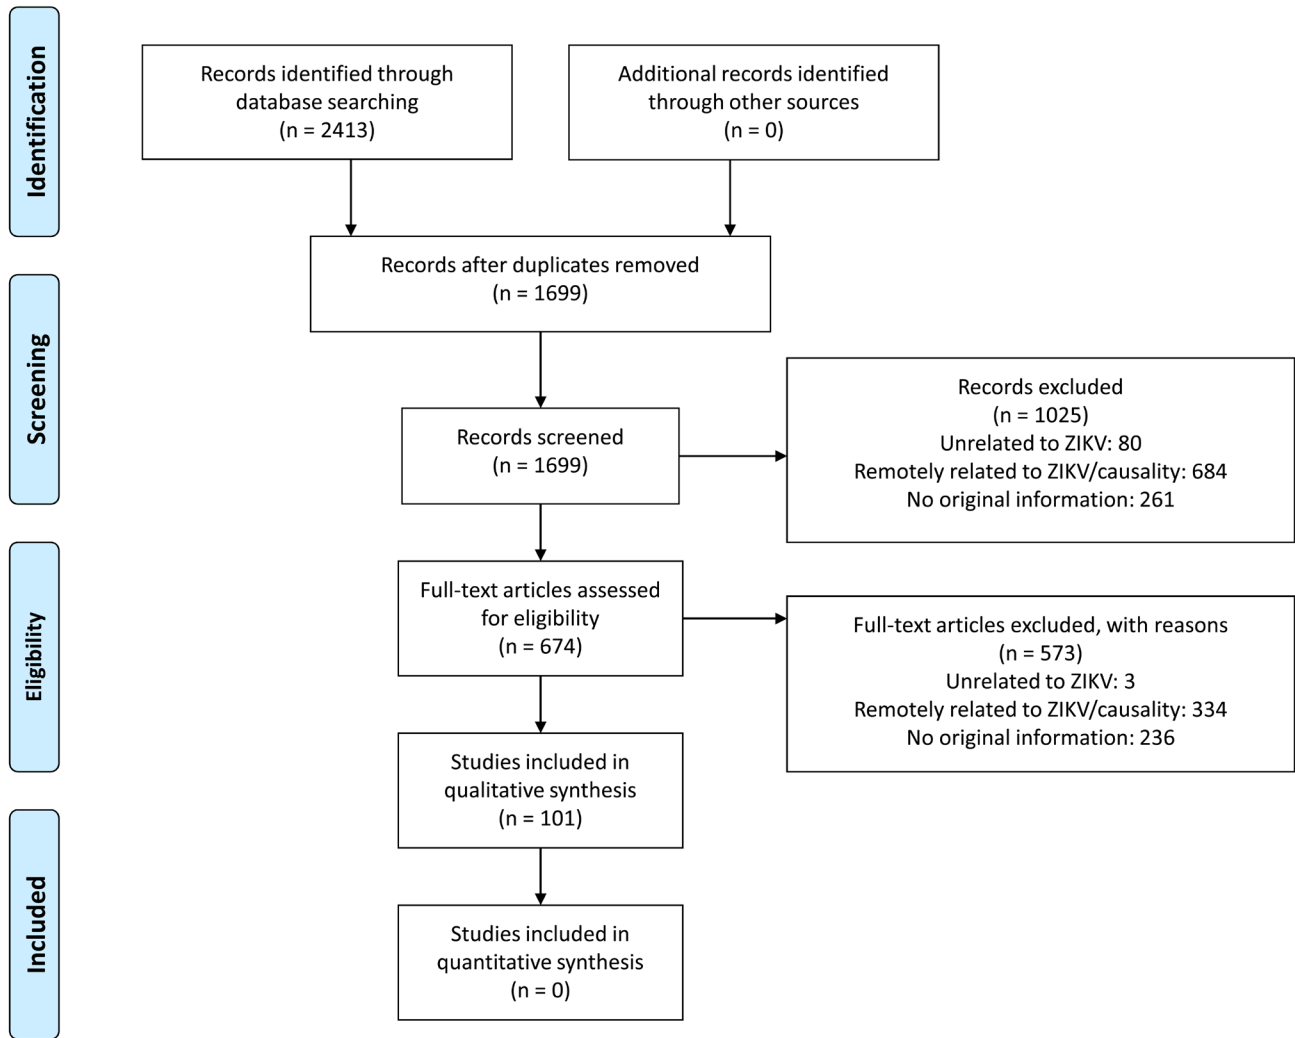 Identification
Records identified through
database searching
(n = 2413)
Additional records identified
through other sources
(n = 0)
Records after duplicates removed
(n = 1699)
Screening
Records screened
(n = 1699)
Records excluded
(n = 1025)
Unrelated to ZIKV: 80
Remotely related to ZIKV/causality: 684
No original information: 261
Eligibility
Full-text articles assessed
for eligibility
(n = 674)
Full-text articles excluded, with reasons
(n = 573)
Unrelated to ZIKV: 3
Remotely related to ZIKV/causality: 334
No original information: 236
Studies included in
qualitative synthesis
(n = 101)
Included
Studies included in
quantitative synthesis
(n = 0)